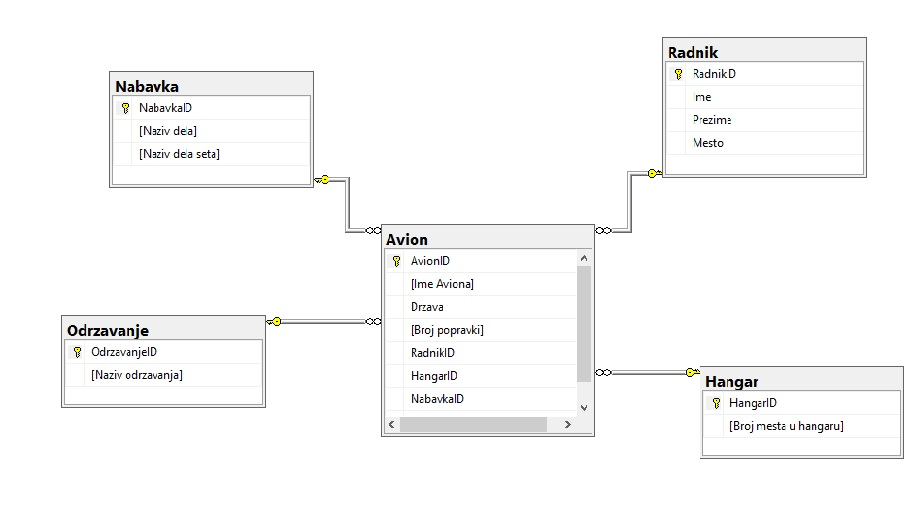 Nabavka
NabavkaID
[Naziv dela]
[Naziv dela seta]
Radnik
RadnikID
Ime
Prezime
Mesto
Avion
AvionID
[Ime Aviona]
Drzava
[Broj popravki]
RadnikID
HangarID
NabavkaID
Odrzavanje
OdrzavanjeID
[Naziv odrzavanja]
Hangar
HangarID
[Broj mesta u hangaru]